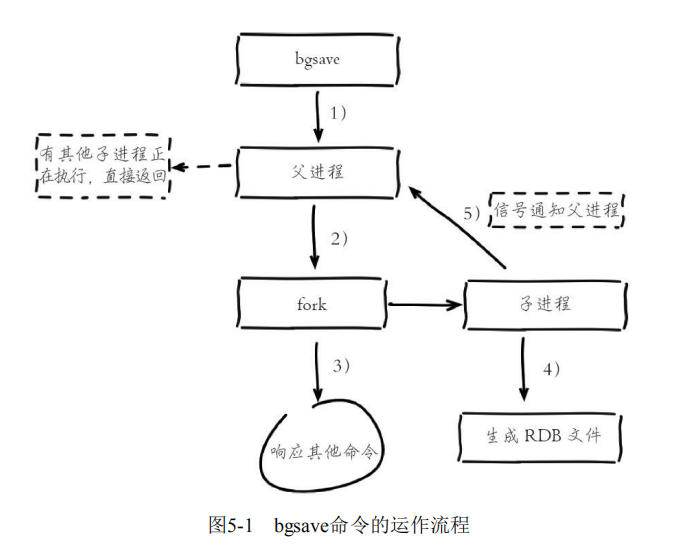 bgsave
1)
有其他子进程正
在执行，直接返回
父进程
5)
信号通知父进程
2)
fork
子进程
3)
4)
响应其他命令
生成 RDB 文件
图5-1 bgsave命令的运作流程